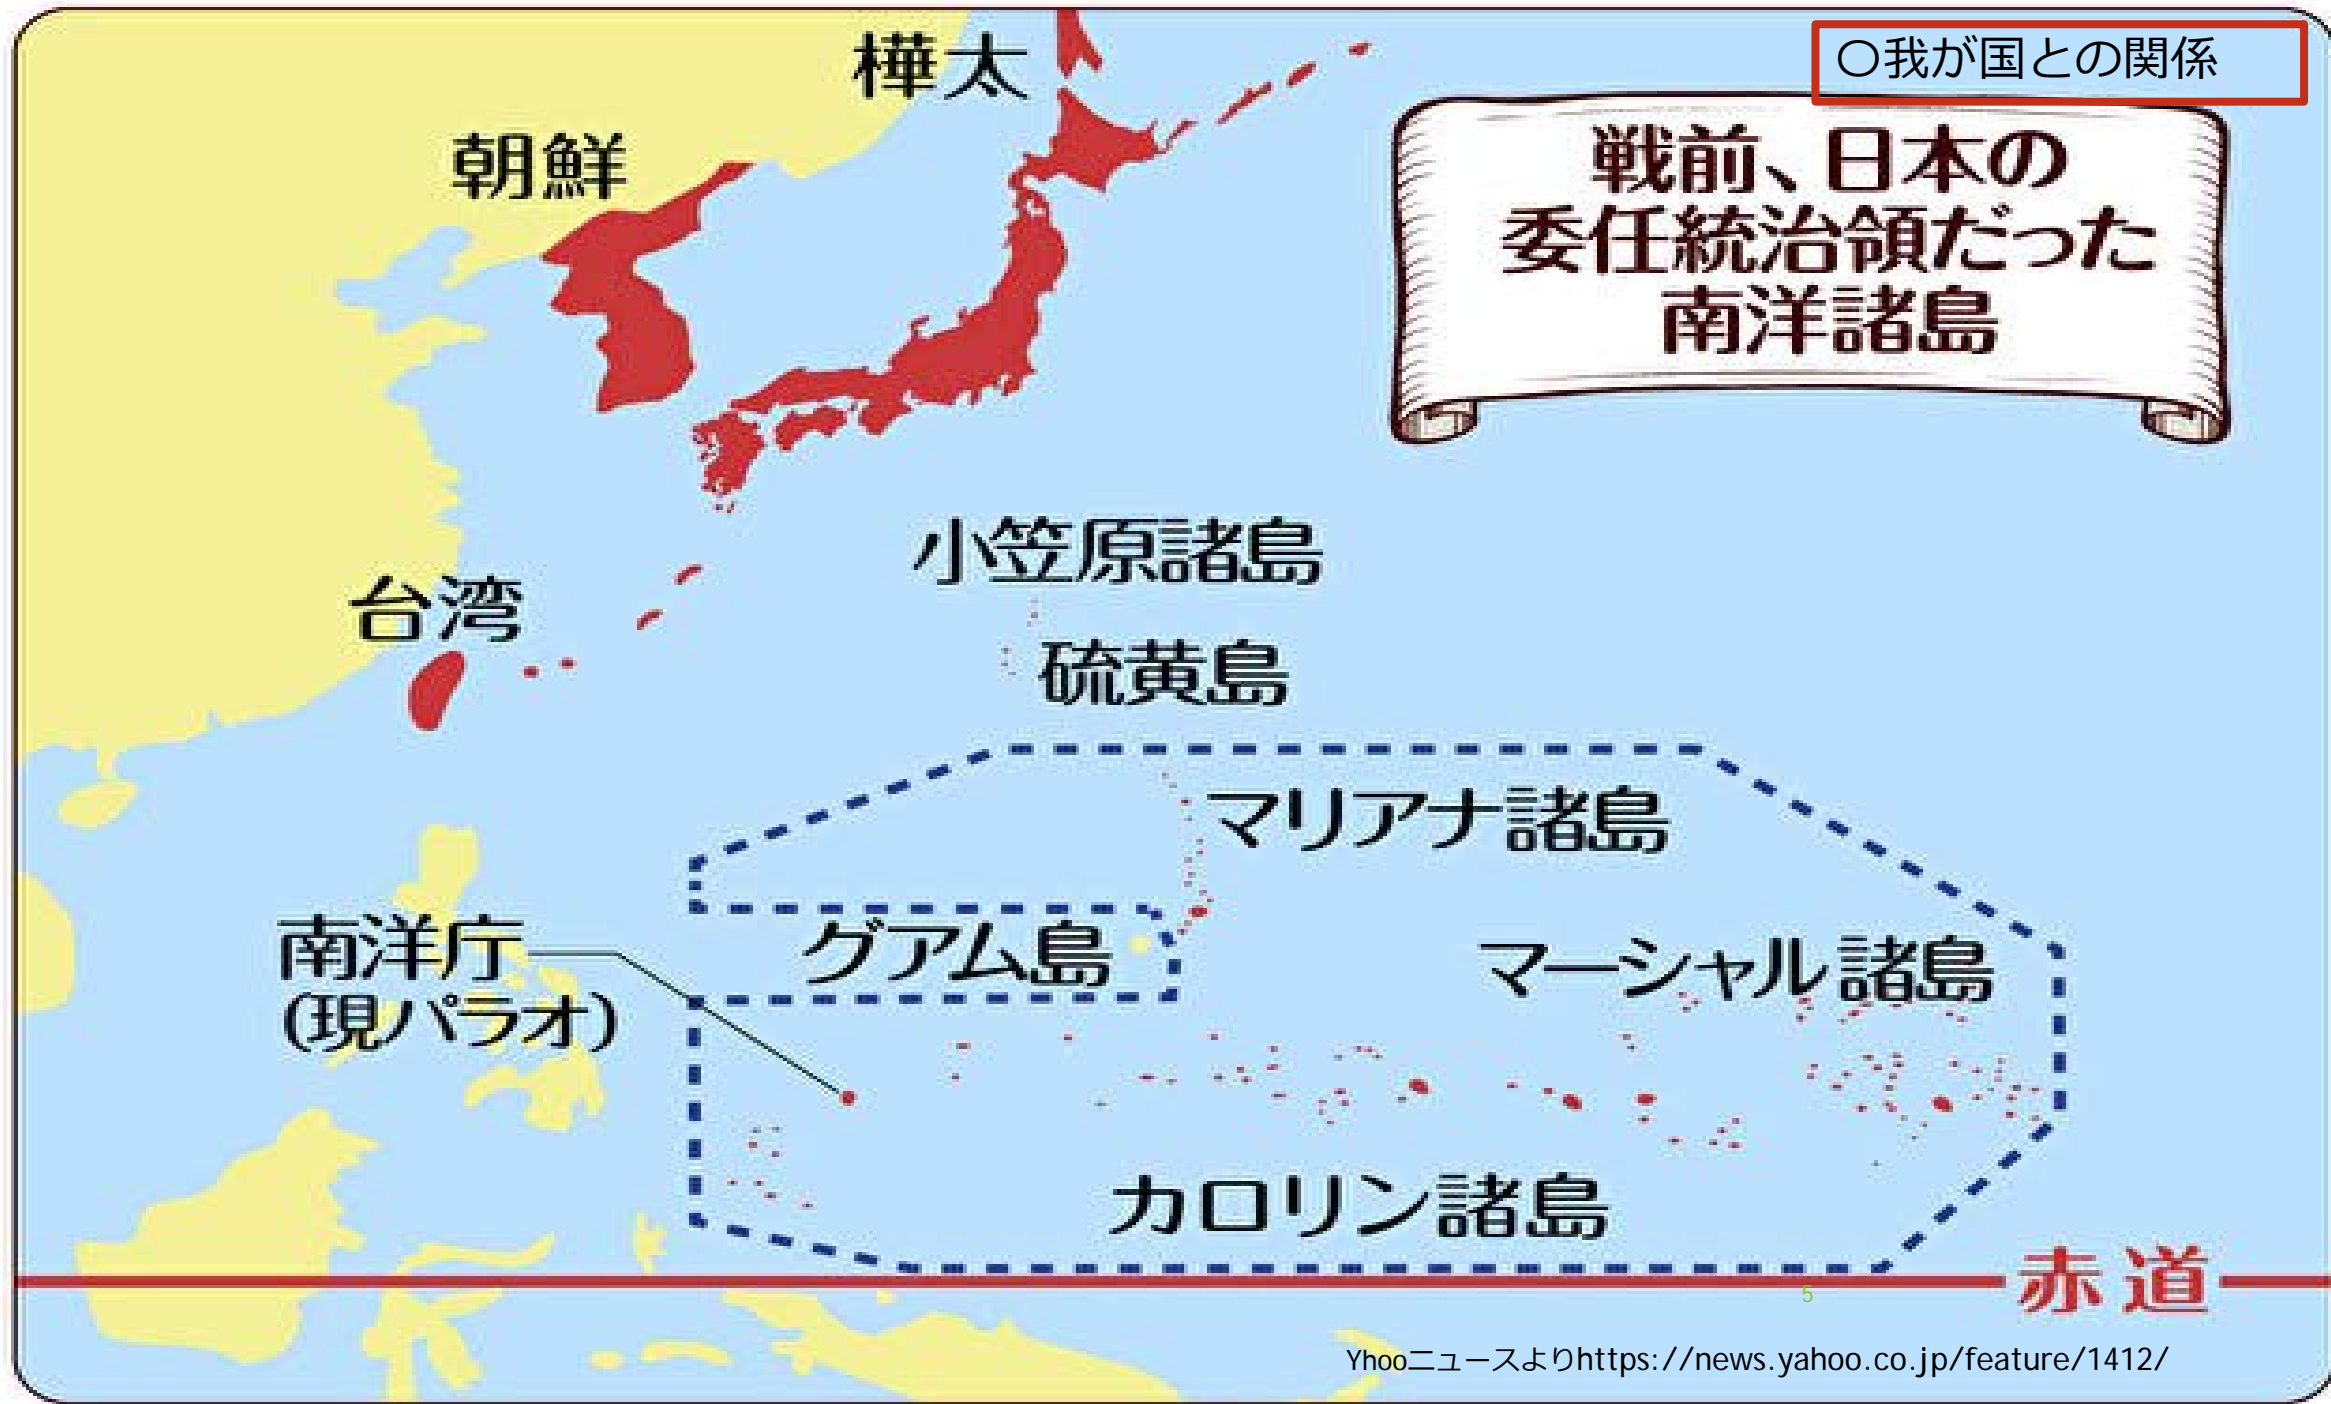 〇我が国との関係
戦前、日本の
委任統治領だった
南洋諸島
樺太
朝鮮
小笠原諸島
台湾
硫黄島
マリアナ諸島
南洋庁
(現パラオ)
グアム島
マーシャル諸島
カロリン諸島
赤道
5
Yhooニュースよりhttps://news.yahoo.co.jp/feature/1412/